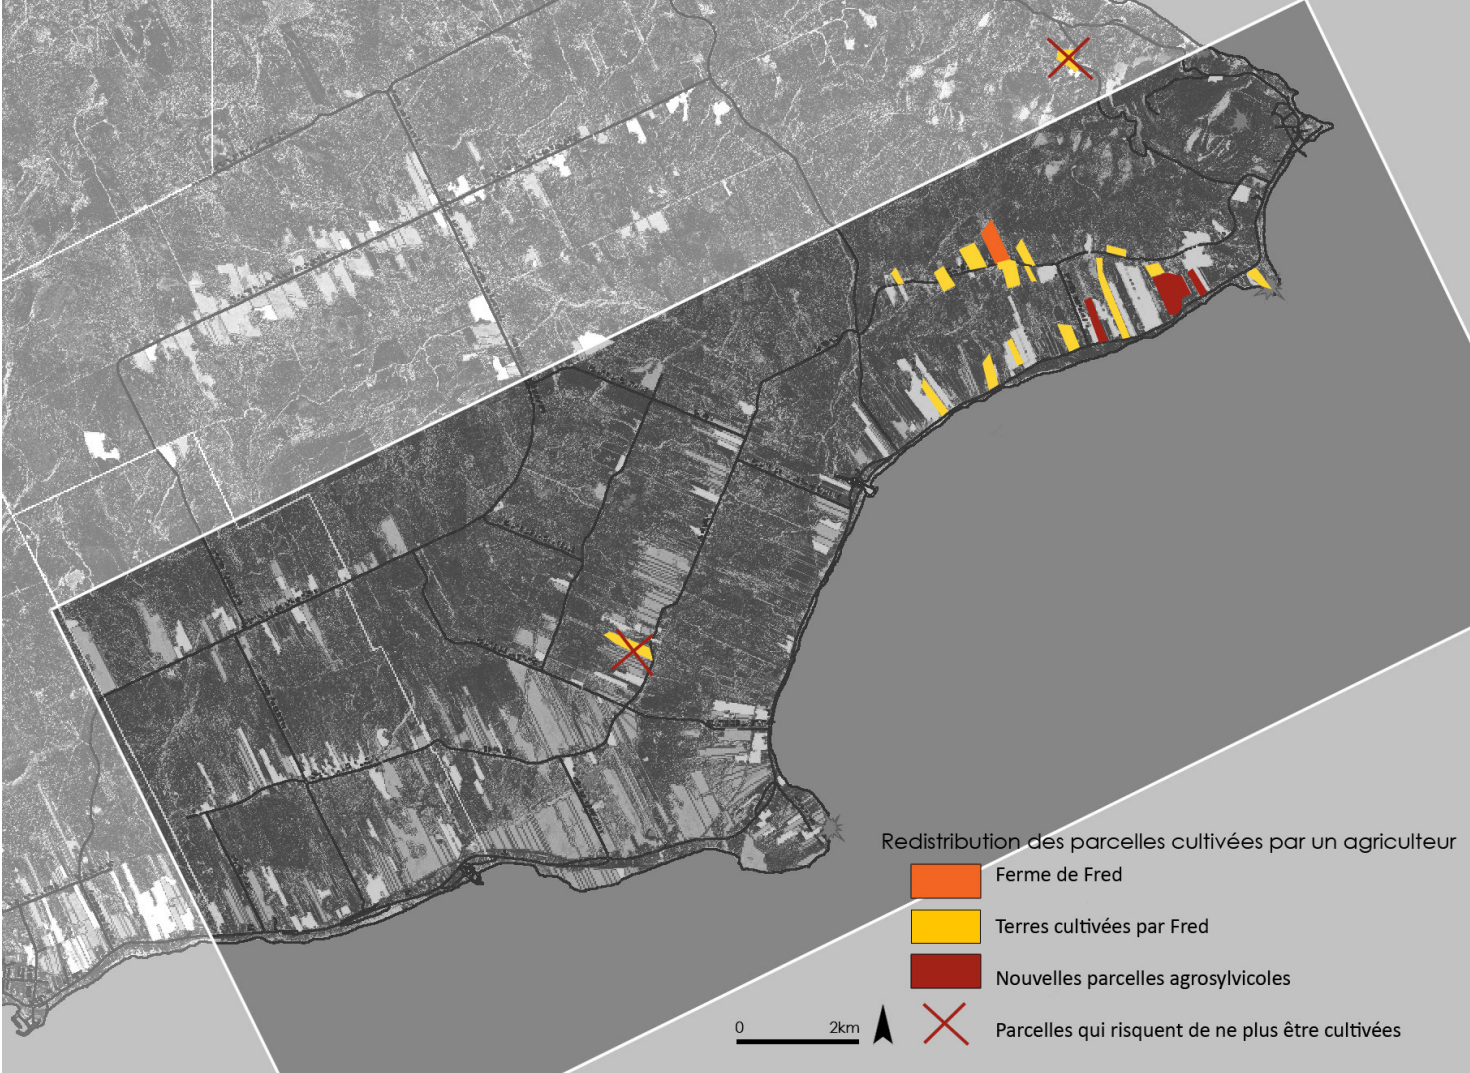 Redistribution des parcelles cultivées par un agriculteur
Ferme de Fred
Terres cultivées par Fred
Nouvelles parcelles agrosylvicoles
Parcelles qui risquent de ne plus être cultivées
0 2km